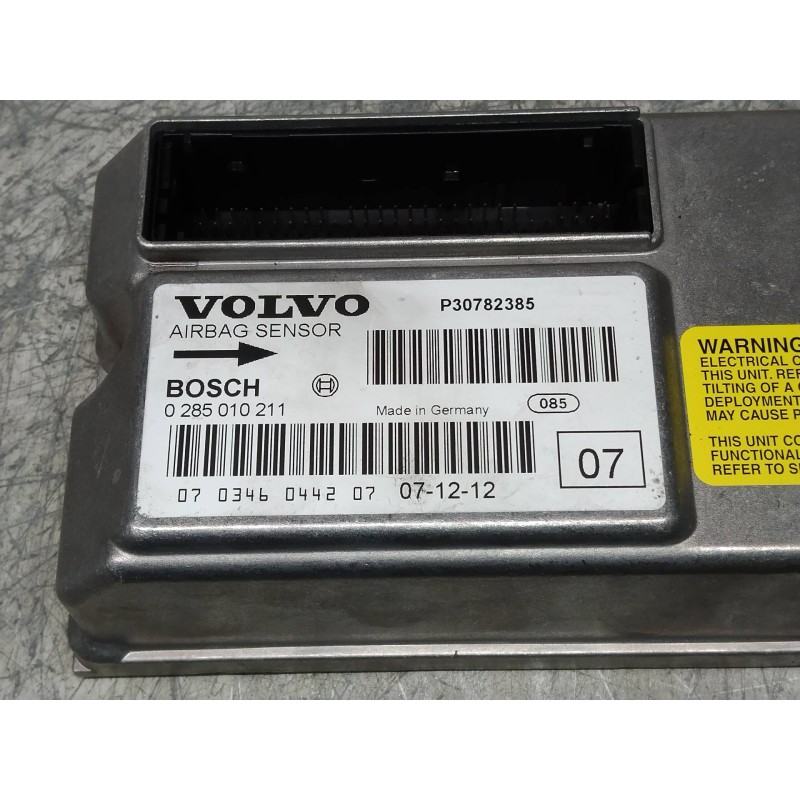 VOLVO
P30782385
AIRBAG SENSOR
BOSCH
0 285 010 211
Made in Germany
085
07
07 0346 0442 07
07-12-12
WARNING
ELECTRICAL
THIS UNIT. REF
TILTING OF A
DEPLOYMENT
MAY CAUSE
THIS UNIT
FUNCTIONAL
REFER TO